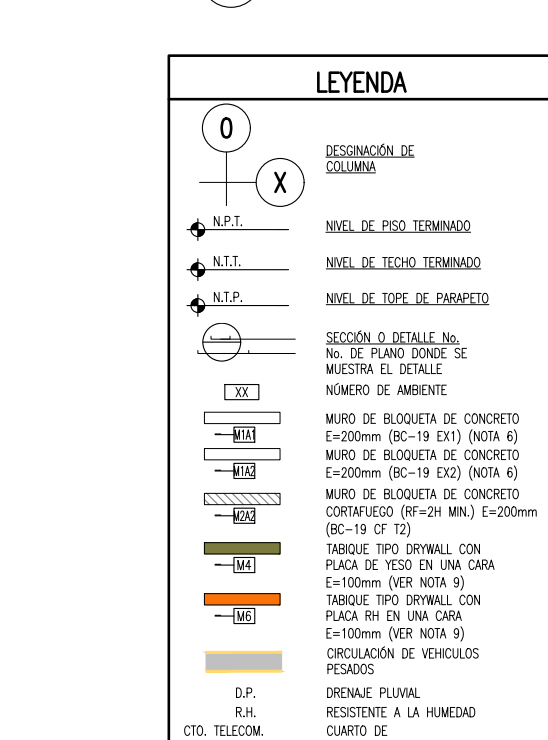 LEYENDA
0
X
DESGINACIÓN DE
COLUMNA
N.P.T.
NIVEL DE PISO TERMINADO
N.T.T.
NIVEL DE TECHO TERMINADO
N.T.P.
NIVEL DE TOPE DE PARAPETO
SECCIÓN O DETALLE No.
No. DE PLANO DONDE SE
MUESTRA EL DETALLE
XX
NÚMERO DE AMBIENTE
MURO DE BLOQUETA DE CONCRETO
M1A1
E=200mm (BC-19 EX1) (NOTA 6)
MURO DE BLOQUETA DE CONCRETO
M1A2
E=200mm (BC-19 EX2) (NOTA 6)
MURO DE BLOQUETA DE CONCRETO
M2A2
CORTAFUEGO (RF=2H MIN.) E=200mm
(BC-19 CF T2)
TABIQUE TIPO DRYWALL CON
M4
PLACA DE YESO EN UNA CARA
E=100mm (VER NOTA 9)
TABIQUE TIPO DRYWALL CON
M6
PLACA RH EN UNA CARA
E=100mm (VER NOTA 9)
CIRCULACIÓN DE VEHICULOS
PESADOS
D.P.
DRENAJE PLUVIAL
R.H.
RESISTENTE A LA HUMEDAD
CTO. TELECOM.
CUARTO DE